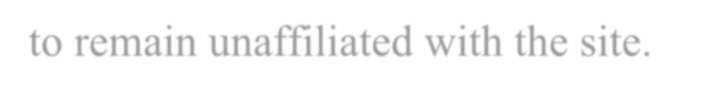 to remain unaffiliated with the site.